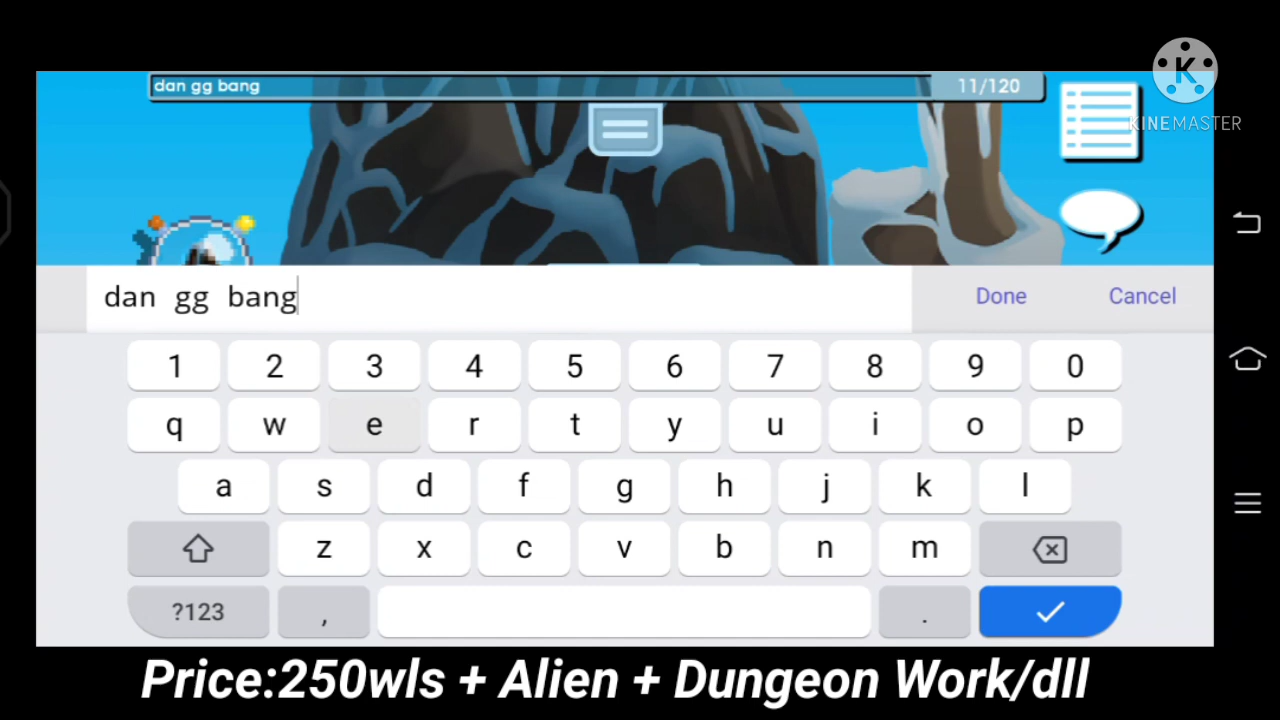 dan gg bang
11/120
KINEMASTER
dan gg bang
Done
Cancel
1 2 3 4 5 6 7 8 9 0
q w e r t y u i o p
a s d f g h j k l
z x c v b n m
?123 , .
Price:250wls + Alien + Dungeon Work/dll